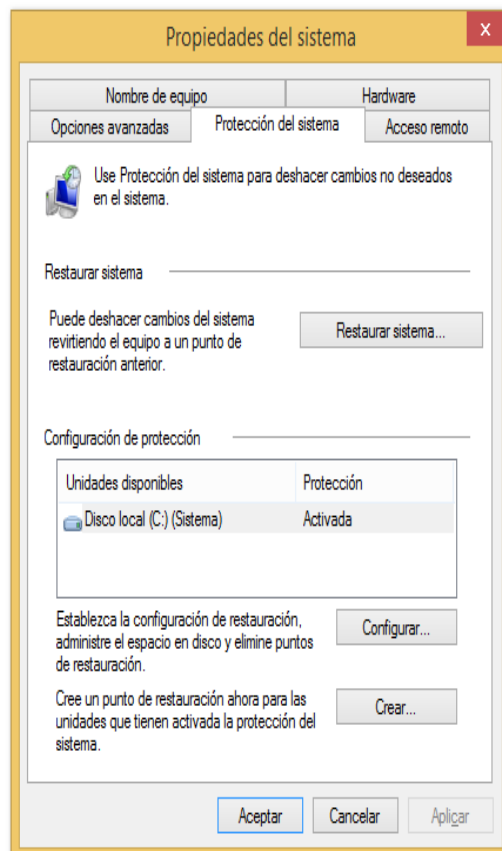 Propiedades del sistema
x
Nombre de equipo
Hardware
Opciones avanzadas
Protección del sistema
Acceso remoto
Use Protección del sistema para deshacer cambios no deseados
en el sistema.
Restaurar sistema
Puede deshacer cambios del sistema
revirtiendo el equipo a un punto de
restauración anterior.
Restaurar sistema...
Configuración de protección
Unidades disponibles
Protección
Disco local (C:) (Sistema)
Activada
Establezca la configuración de restauración,
administre el espacio en disco y elimine puntos
de restauración.
Configurar...
Cree un punto de restauración ahora para las
unidades que tienen activada la protección del
sistema.
Crear...
Aceptar
Cancelar
Aplicar